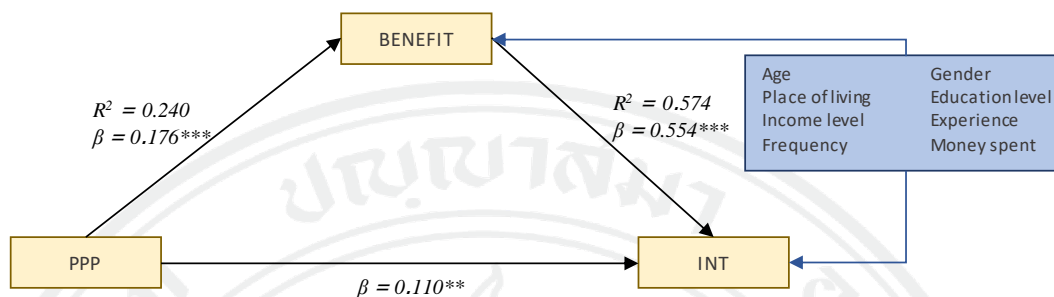 BENEFIT
R² = 0.240
β = 0.176***
R² = 0.574
β = 0.554***
Age Gender
Place of living Education level
Income level Experience
Frequency Money spent
PPP
INT
β = 0.110**